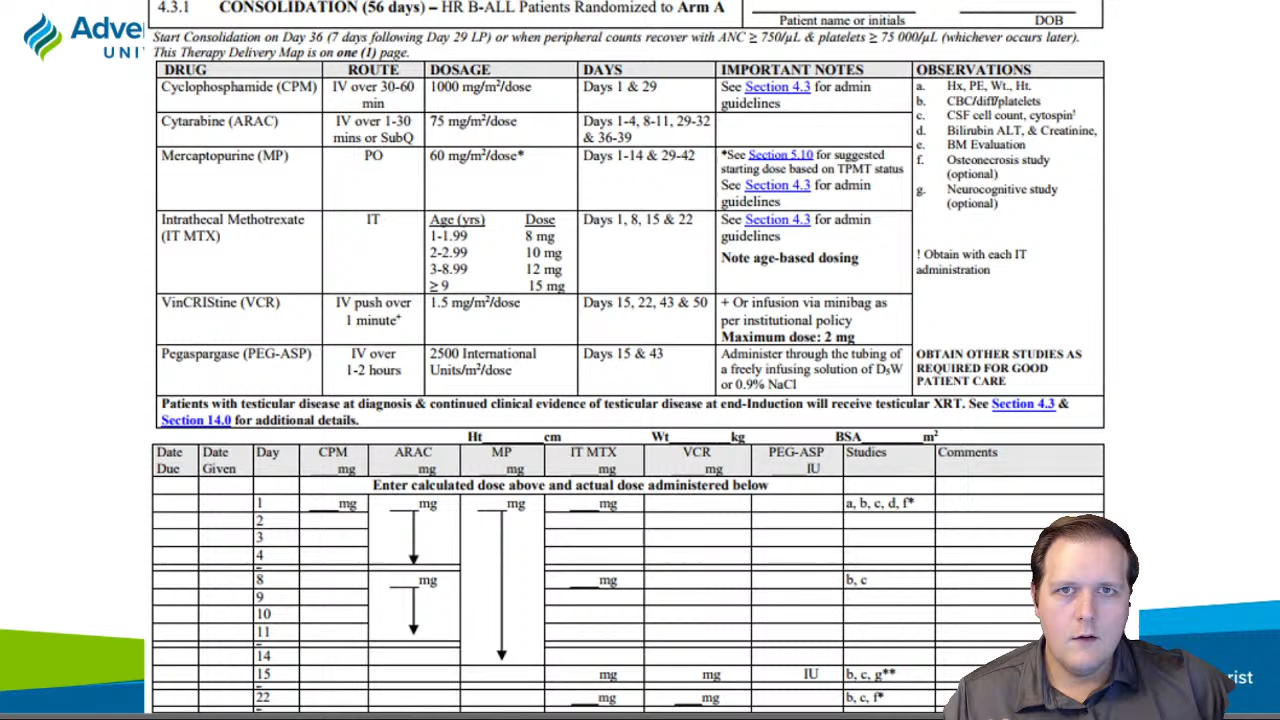 Adve
UNI
4.3.1 CONSOLIDATION (56 days) – HR B-ALL Patients Randomized to Arm A
Patient name or initials DOB
Start Consolidation on Day 36 (7 days following Day 29 LP) or when peripheral counts recover with ANC ≥ 750/µL & platelets ≥ 75 000/µL (whichever occurs later).
This Therapy Delivery Map is on one (1) page.
DRUG ROUTE DOSAGE DAYS IMPORTANT NOTES OBSERVATIONS
Cyclophosphamide (CPM) IV over 30-60 1000 mg/m²/dose Days 1 & 29 See Section 4.3 for admin
min guidelines
Cytarabine (ARAC) IV over 1-30 75 mg/m²/dose Days 1-4, 8-11, 29-32
mins or SubQ & 36-39
Mercaptopurine (MP) PO 60 mg/m²/dose* Days 1-14 & 29-42 *See Section 5.10 for suggested
starting dose based on TPMT status
See Section 4.3 for admin
guidelines
Intrathecal Methotrexate IT Age (yrs) Dose Days 1, 8, 15 & 22 See Section 4.3 for admin
(IT MTX) 1-1.99 8 mg guidelines
2-2.99 10 mg Note age-based dosing
3-8.99 12 mg
≥ 9 15 mg
VinCRIStine (VCR) IV push over 1.5 mg/m²/dose Days 15, 22, 43 & 50 + Or infusion via minibag as
1 minute+ per institutional policy
Maximum dose: 2 mg
Pegaspargase (PEG-ASP) IV over 2500 International Days 15 & 43 Administer through the tubing of
1-2 hours Units/m²/dose a freely infusing solution of D₅W
or 0.9% NaCl
a. Hx, PE, Wt., Ht.
b. CBC/diff/platelets
c. CSF cell count, cytospin!
d. Bilirubin ALT, & Creatinine,
e. BM Evaluation
f. Osteonecrosis study
(optional)
g. Neurocognitive study
(optional)
! Obtain with each IT
administration
OBTAIN OTHER STUDIES AS
REQUIRED FOR GOOD
PATIENT CARE
Patients with testicular disease at diagnosis & continued clinical evidence of testicular disease at end-Induction will receive testicular XRT. See Section 4.3 &
Section 14.0 for additional details.
Ht________cm Wt________kg BSA________m²
Date Date Day CPM ARAC MP IT MTX VCR PEG-ASP Studies Comments
Due Given mg mg mg mg mg IU
Enter calculated dose above and actual dose administered below
1 ____mg ____mg ____mg ____mg a, b, c, d, f*
2
3
4
8 ____mg ____mg b, c
9
10
11
14
15 mg mg IU b, c, g**
22 ____mg ____mg b, c, f*
rist